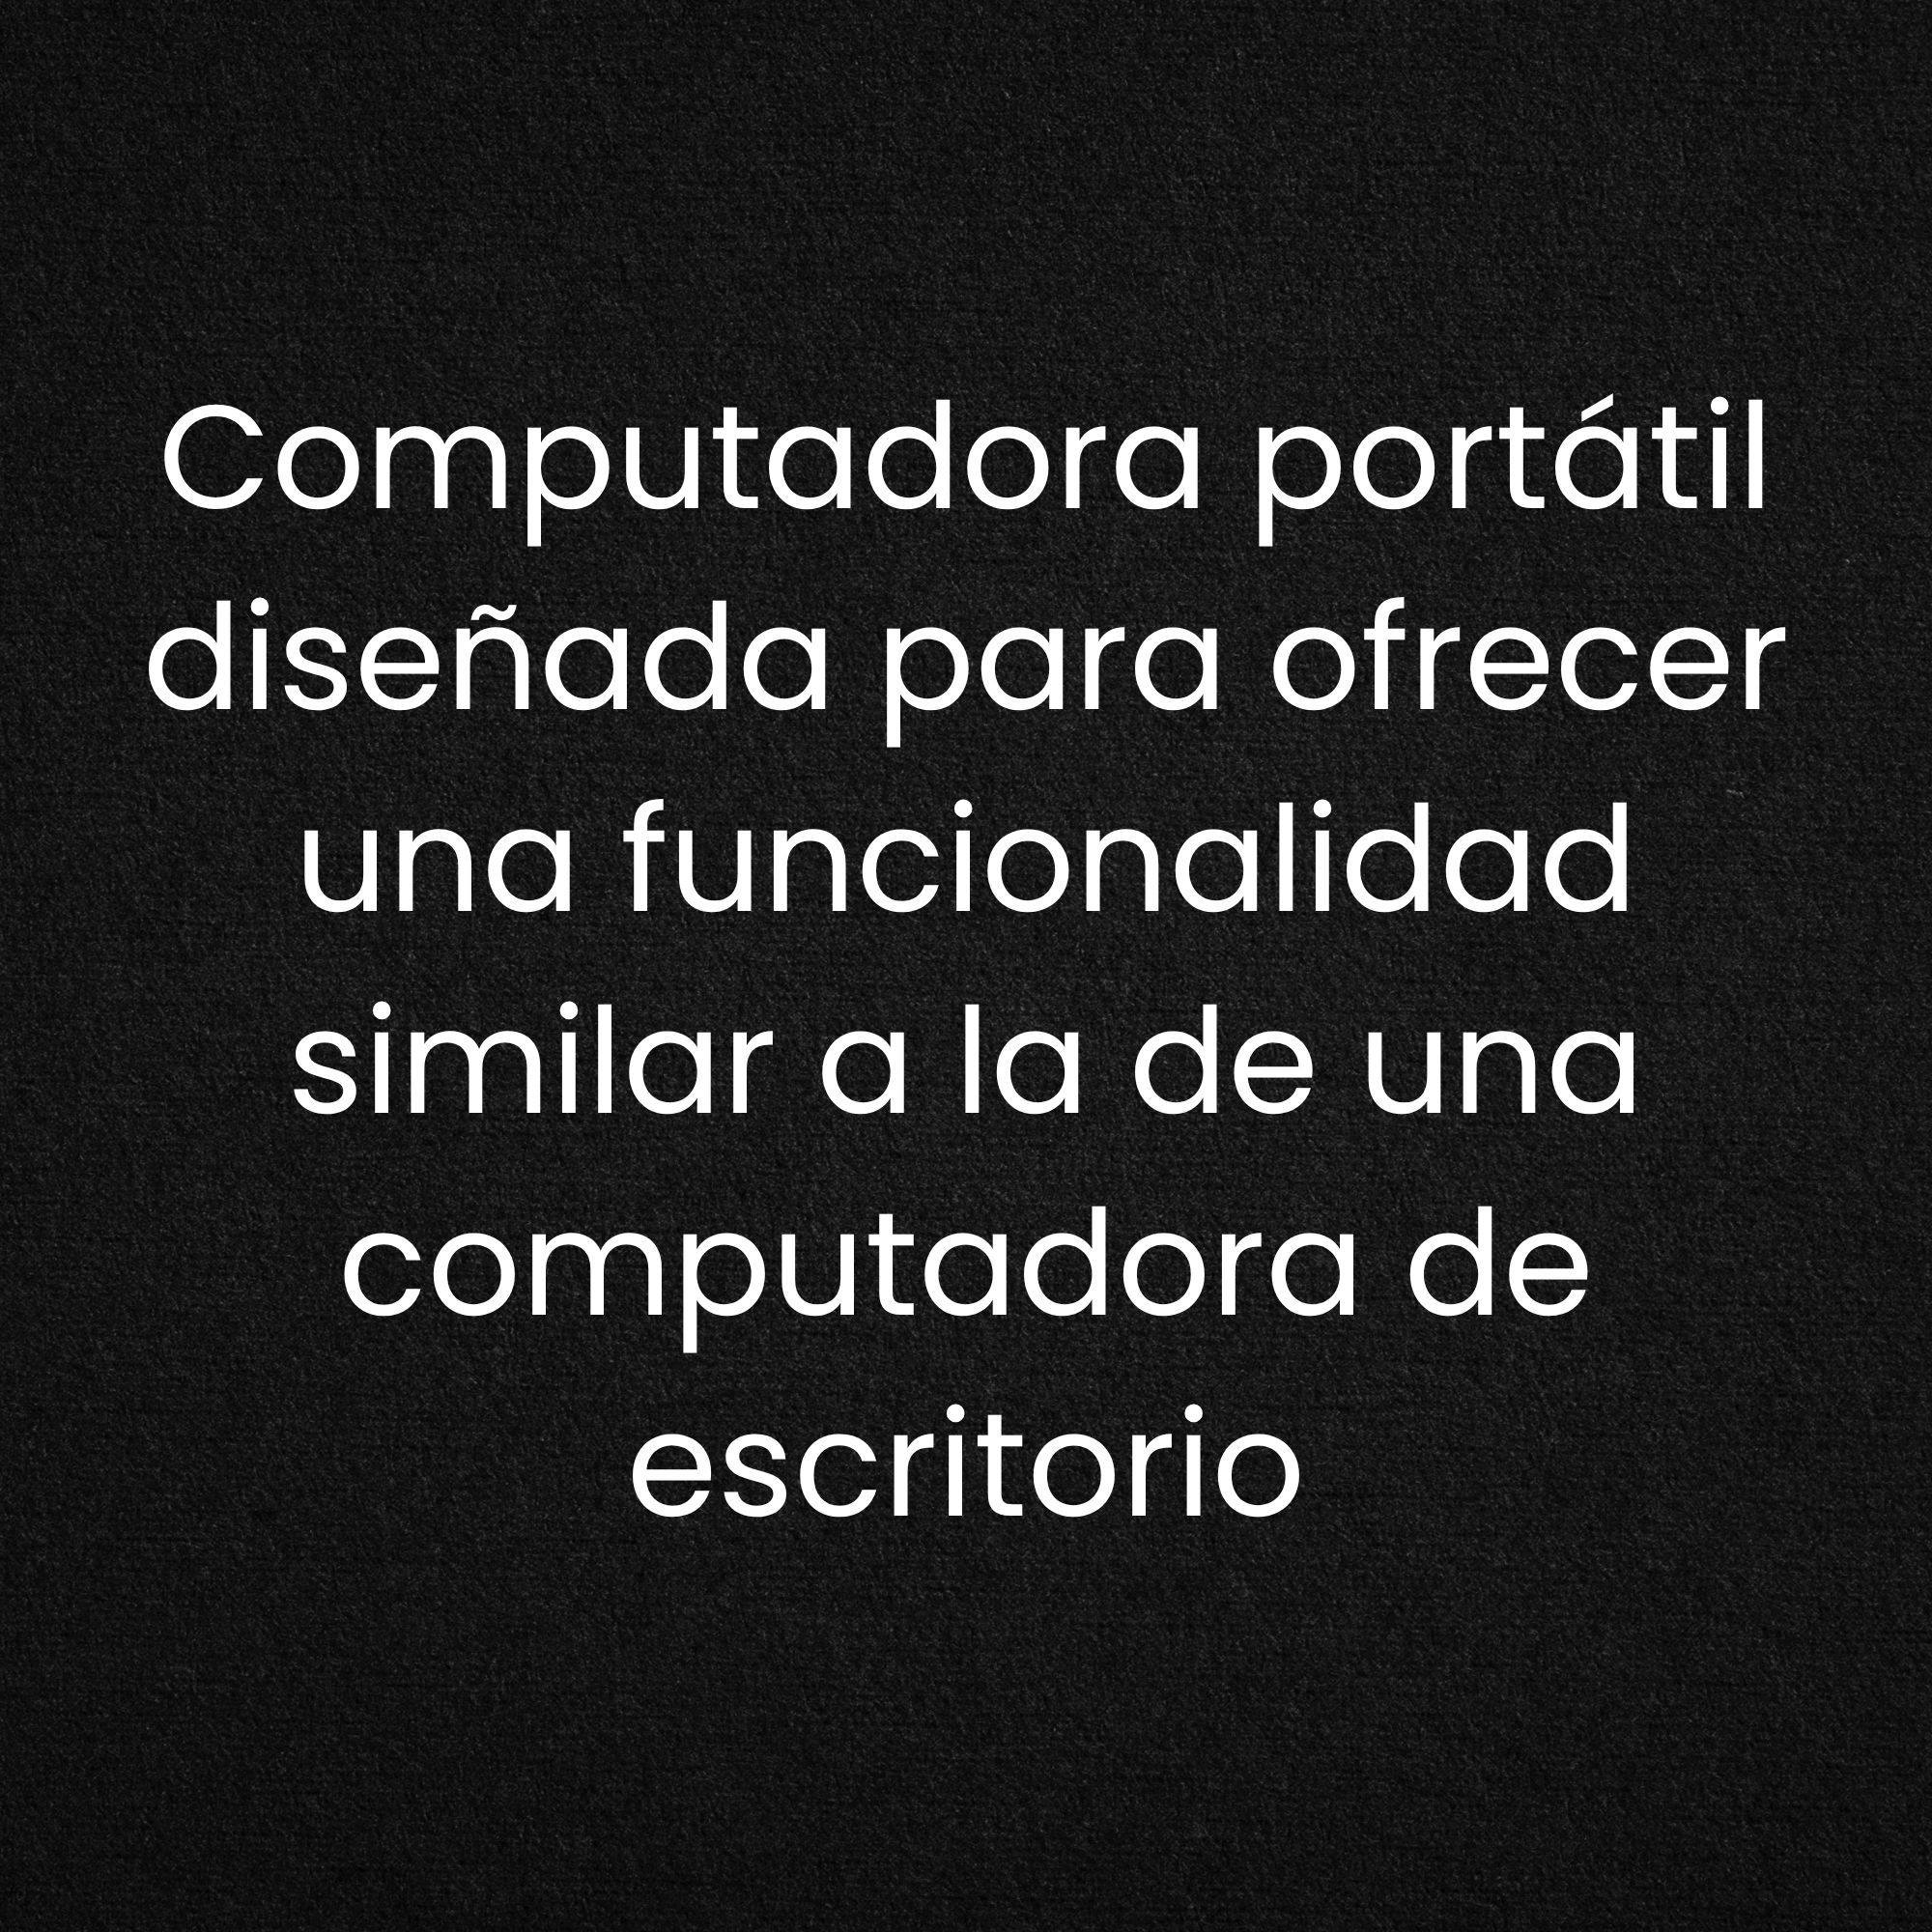 Computadora portátil
diseñada para ofrecer
una funcionalidad
similar a la de una
computadora de
escritorio